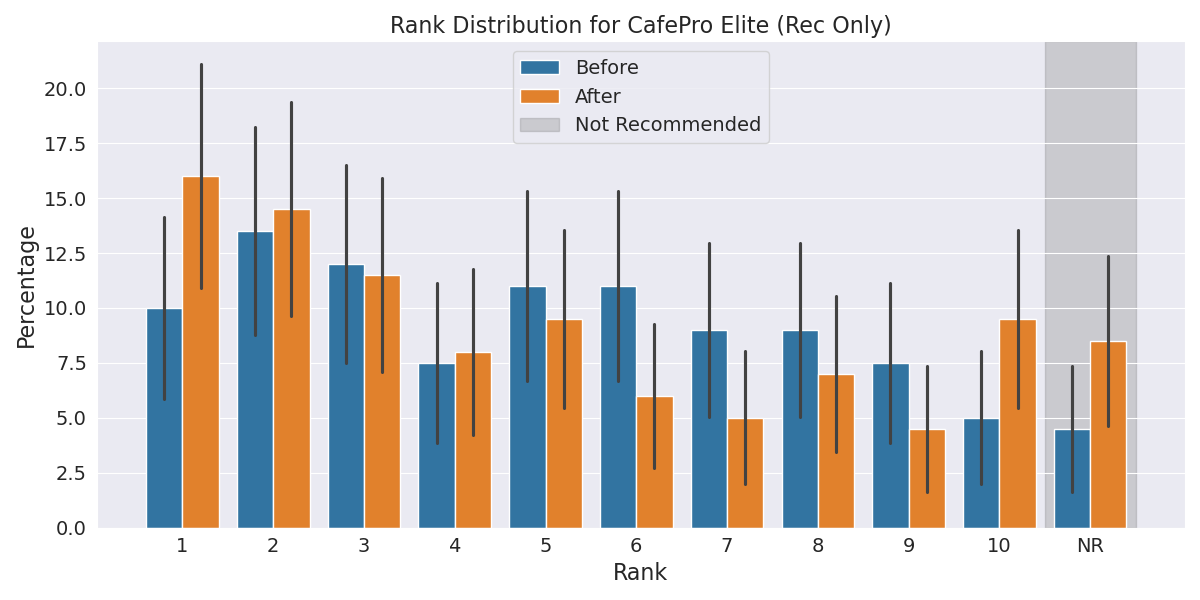 Rank Distribution for CafePro Elite (Rec Only)
Before
After
Not Recommended
Percentage
20.0
17.5
15.0
12.5
10.0
7.5
5.0
2.5
0.0
1 2 3 4 5 6 7 8 9 10 NR
Rank